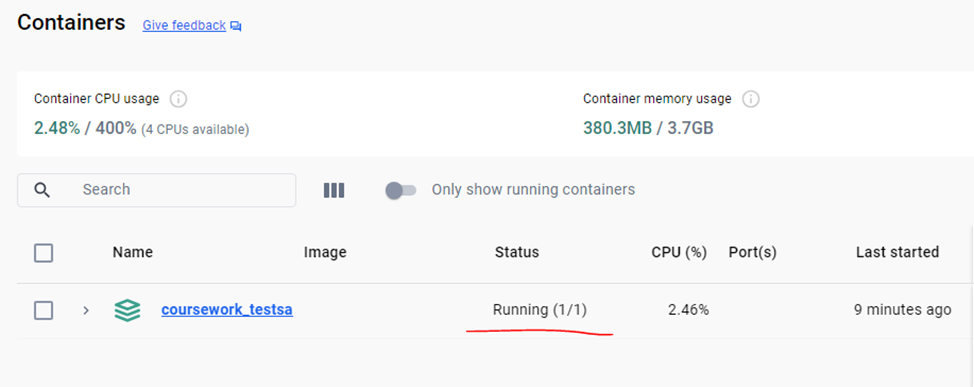 Containers Give feedback
Container CPU usage Container memory usage
2.48% / 400% (4 CPUs available) 380.3MB / 3.7GB
Search Only show running containers
Name Image Status CPU (%) Port(s) Last started
coursework_testsa Running (1/1) 2.46% 9 minutes ago